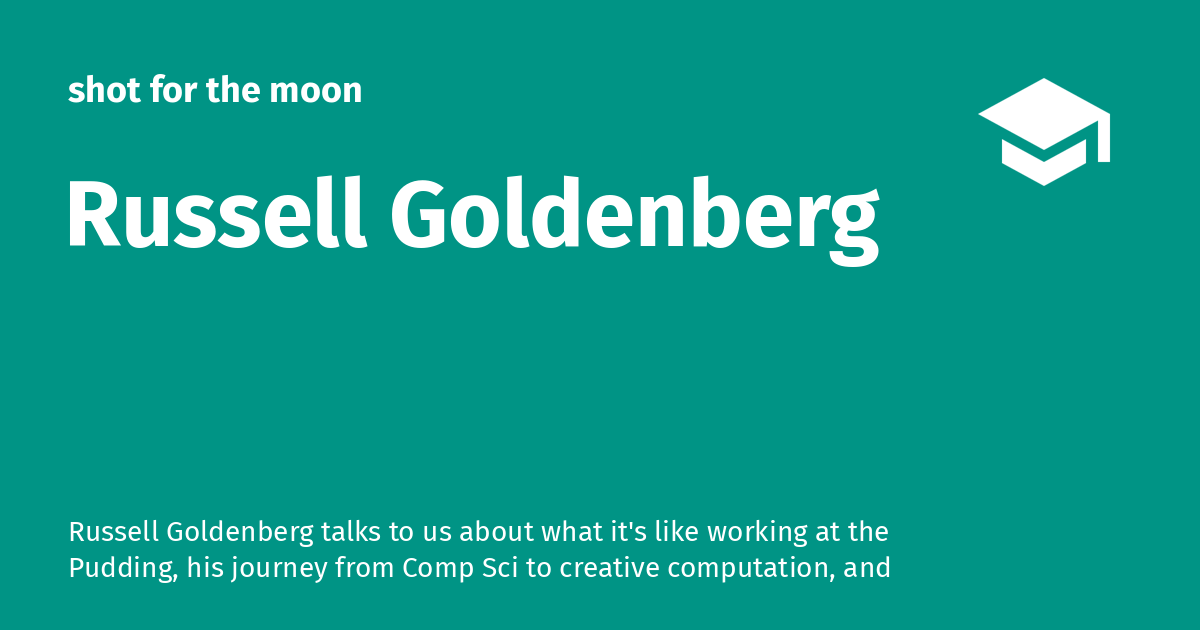 shot for the moon
Russell Goldenberg
Russell Goldenberg talks to us about what it's like working at the
Pudding, his journey from Comp Sci to creative computation, and